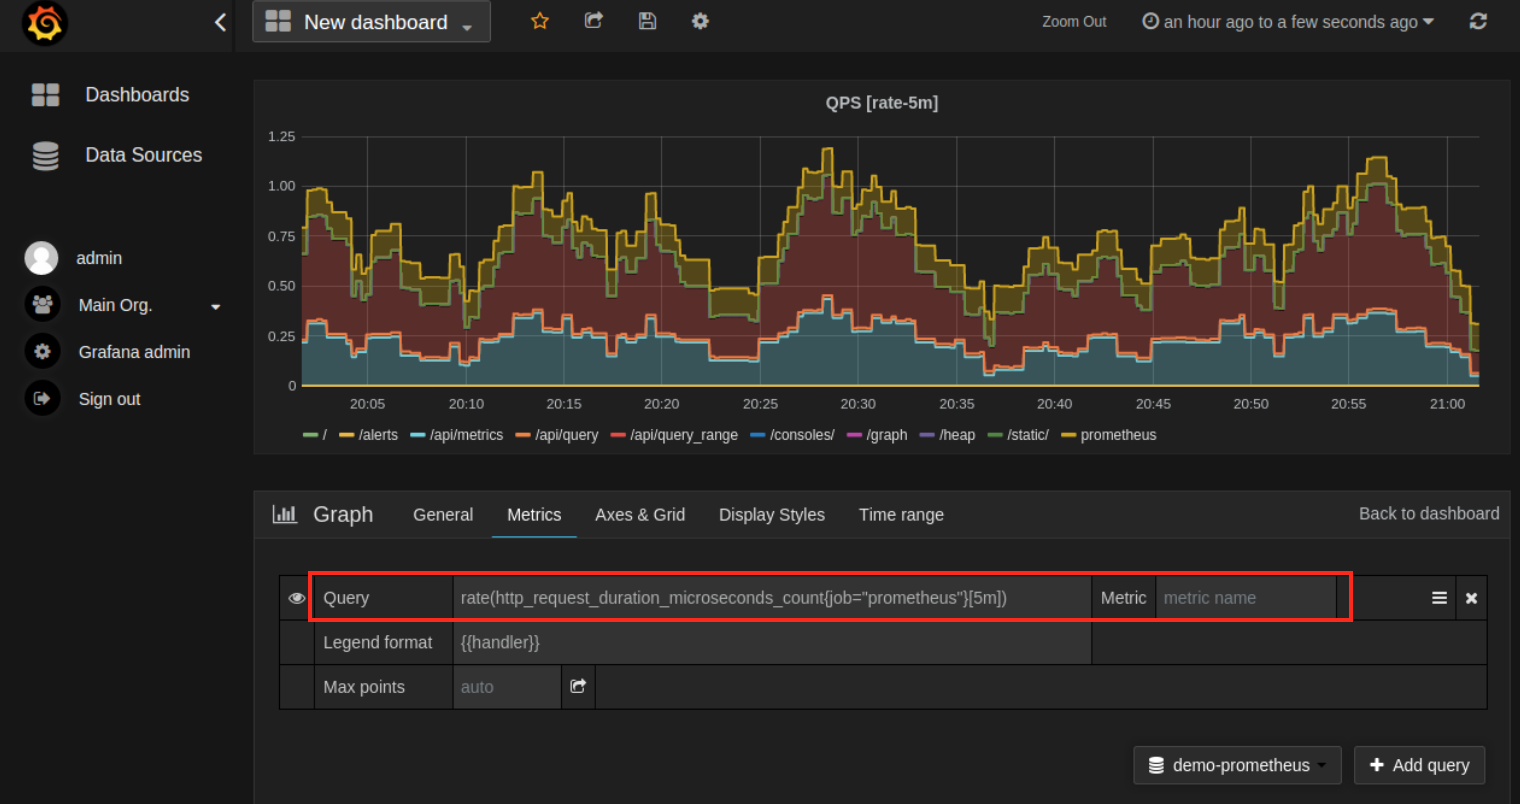 New dashboard
Zoom Out an hour ago to a few seconds ago
Dashboards
Data Sources
admin
Main Org.
Grafana admin
Sign out
QPS [rate-5m]
1.25
1.00
0.75
0.50
0.25
0
20:05 20:10 20:15 20:20 20:25 20:30 20:35 20:40 20:45 20:50 20:55 21:00
/ /alerts /api/metrics /api/query /api/query_range /consoles/ /graph /heap /static/ prometheus
Graph General Metrics Axes & Grid Display Styles Time range Back to dashboard
Query rate(http_request_duration_microseconds_count{job="prometheus"}[5m]) Metric metric name
Legend format {{handler}}
Max points auto
demo-prometheus Add query